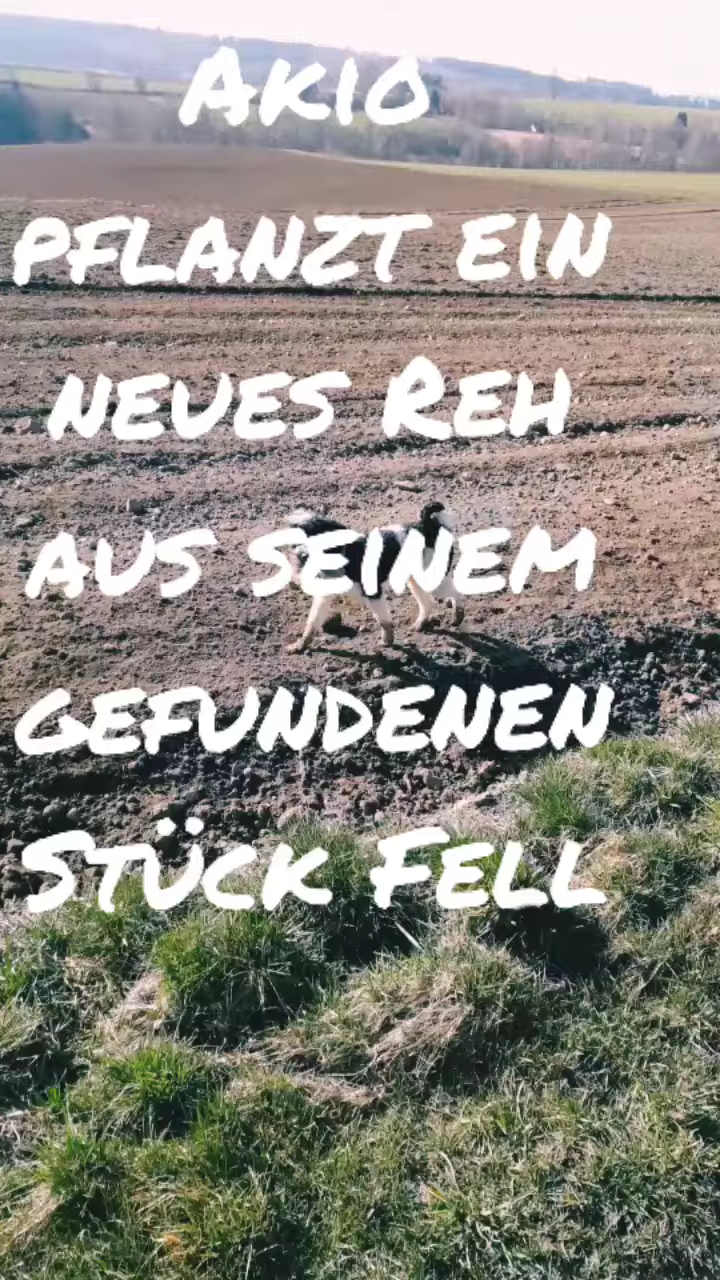 Akio
pflanzt ein
neues Reh
aus seinem
gefundenen
Stück Fell